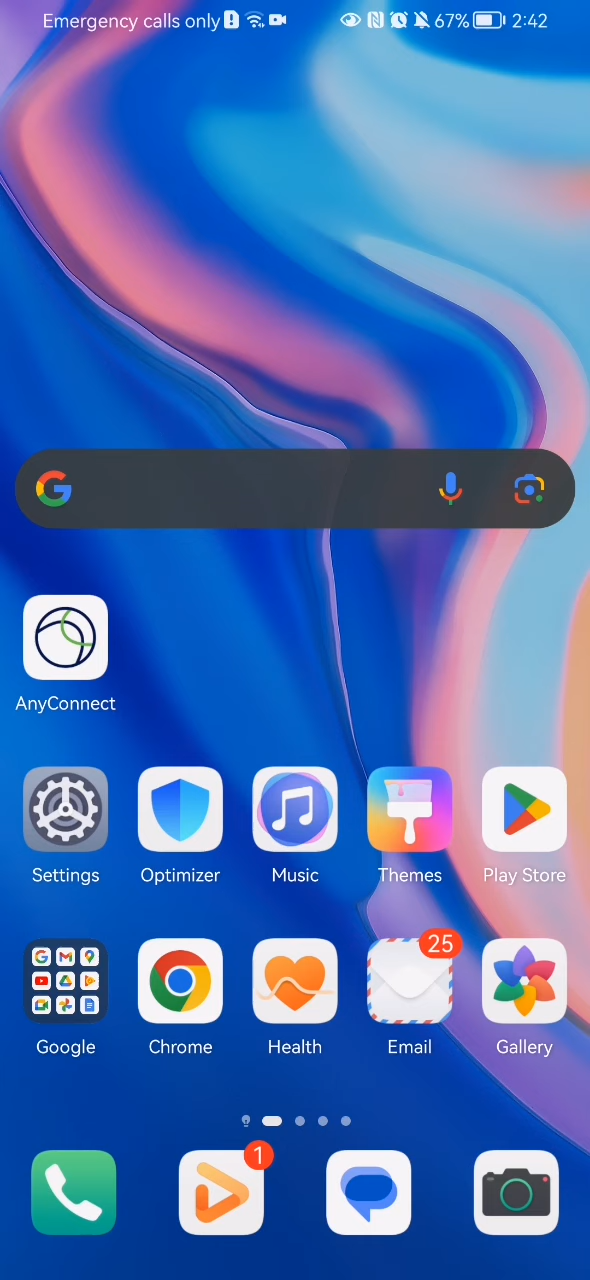 Emergency calls only 67% 2:42
AnyConnect
Settings Optimizer Music Themes Play Store
25
Google Chrome Health Email Gallery
1